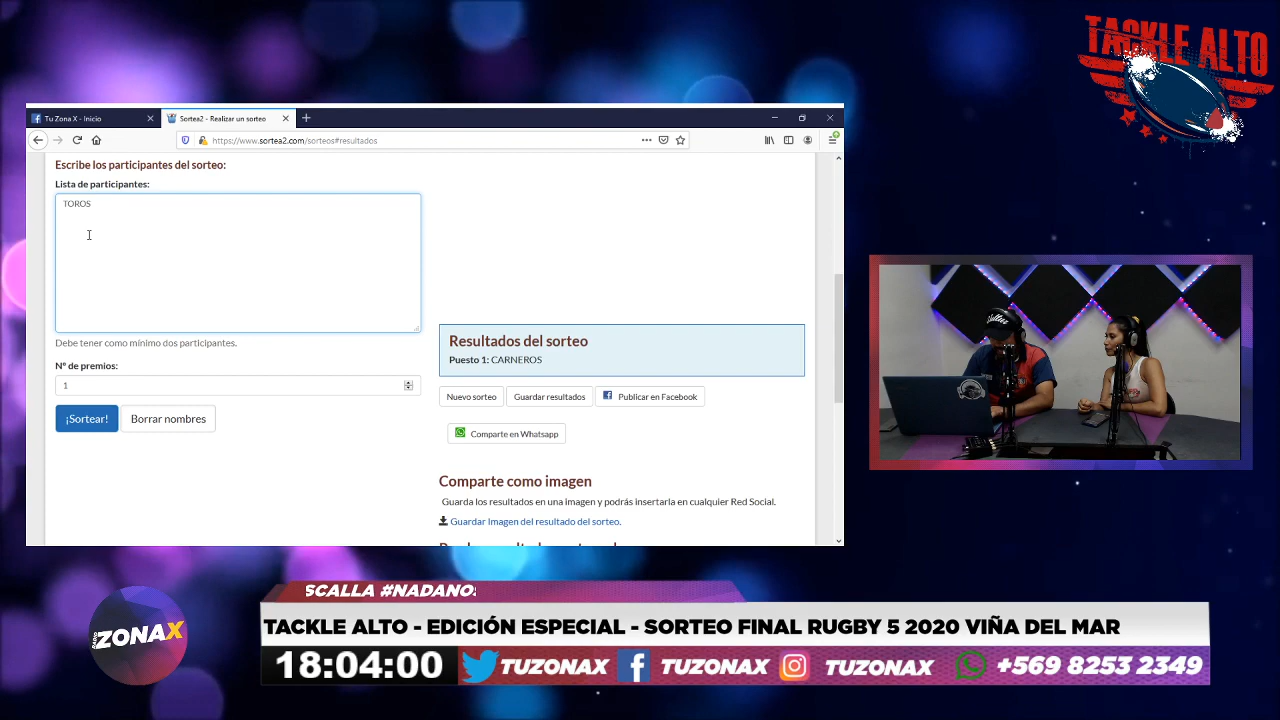 TACKLE ALTO
Tu Zona X - Inicio
Sortea2 - Realizar un sorteo
https://www.sortea2.com/sorteos#resultados
Escribe los participantes del sorteo:
Lista de participantes:
TOROS
Debe tener como mínimo dos participantes.
Nº de premios:
1
¡Sortear!
Borrar nombres
Resultados del sorteo
Puesto 1: CARNEROS
Nuevo sorteo
Guardar resultados
Publicar en Facebook
Comparte en Whatsapp
Comparte como imagen
Guarda los resultados en una imagen y podrás insertarla en cualquier Red Social.
Guardar Imagen del resultado del sorteo.
SCALLA #NADANOS
TACKLE ALTO - EDICIÓN ESPECIAL - SORTEO FINAL RUGBY 5 2020 VIÑA DEL MAR
ZONAX
18:04:00 TUZONAX TUZONAX TUZONAX +569 8253 2349